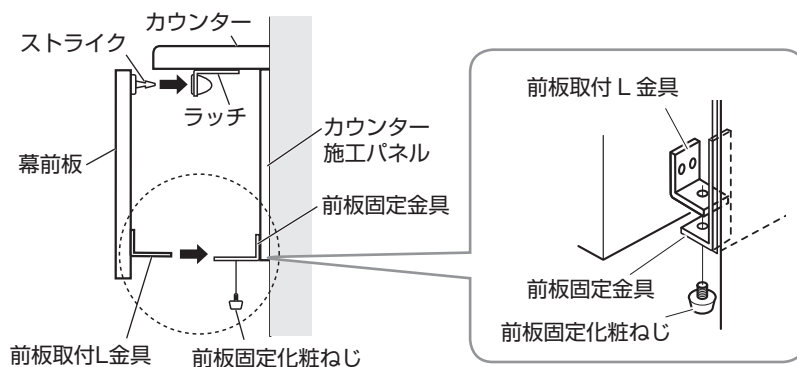 カウンター
ストライク
ラッチ
幕前板
カウンター
施工パネル
前板固定金具
前板取付L金具
前板固定化粧ねじ
前板取付 L 金具
前板固定金具
前板固定化粧ねじ